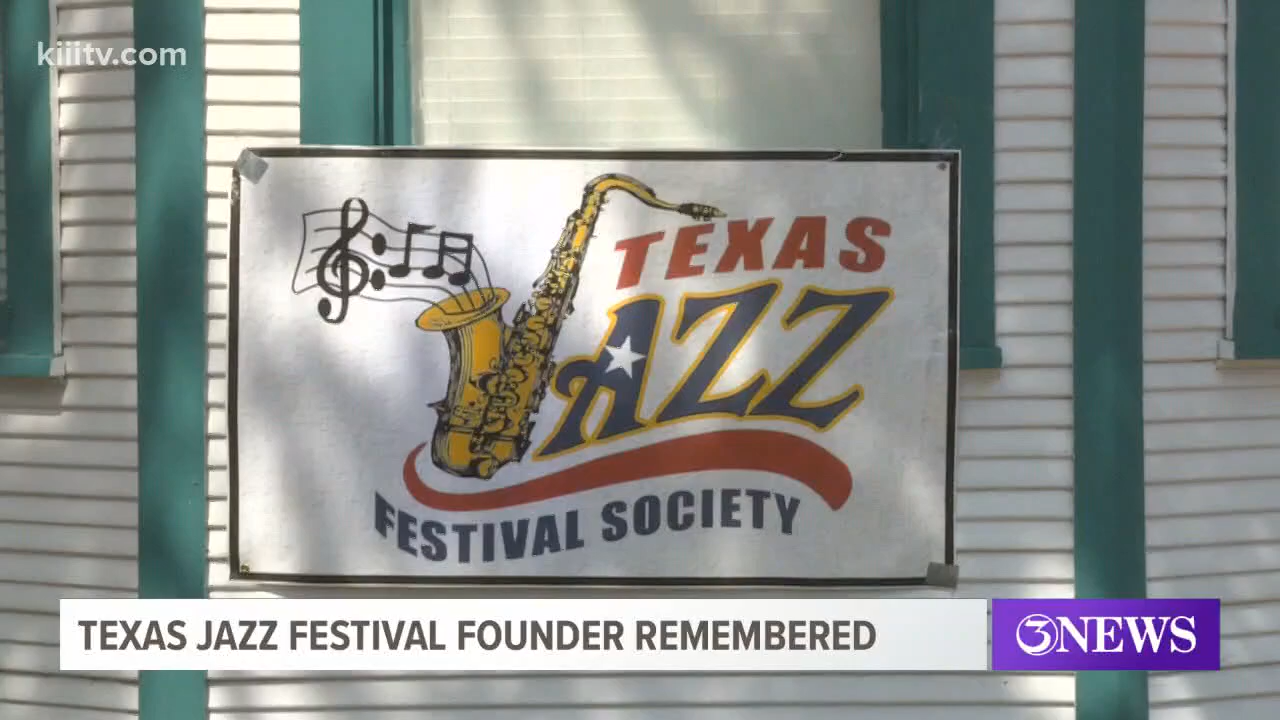 kiiitv.com
TEXAS
JAZZ
FESTIVAL SOCIETY
TEXAS JAZZ FESTIVAL FOUNDER REMEMBERED
3NEWS